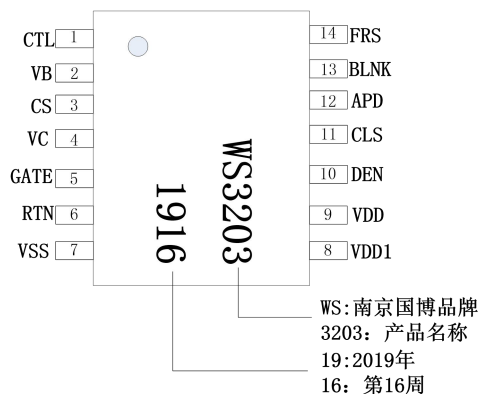 CTL 1
VB 2
CS 3
VC 4
GATE 5
RTN 6
VSS 7
14 FRS
13 BLNK
12 APD
11 CLS
10 DEN
9 VDD
8 VDD1
WS3203
1916
WS:南京国博品牌
3203：产品名称
19:2019年
16：第16周